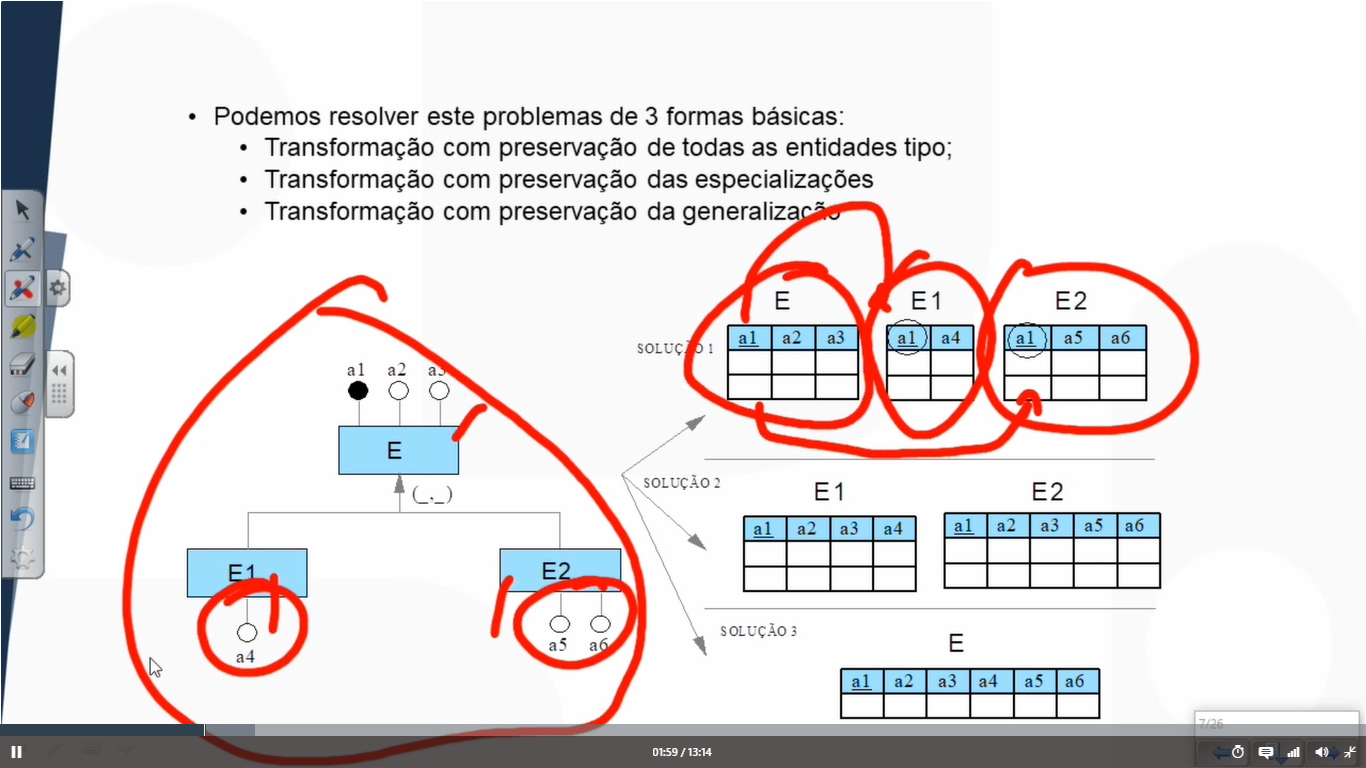 • Podemos resolver este problemas de 3 formas básicas:
• Transformação com preservação de todas as entidades tipo;
• Transformação com preservação das especializações
• Transformação com preservação da generalização
E E1 E2
SOLUÇÃO 1
a1 a2 a3 a1 a4 a1 a5 a6
a1 a2 a3
E
(_,_)
E1 E2
a4 a5 a6
SOLUÇÃO 2
E1 E2
a1 a2 a3 a4 a1 a2 a3 a5 a6
SOLUÇÃO 3
E
a1 a2 a3 a4 a5 a6
7/26
01:59 / 13:14